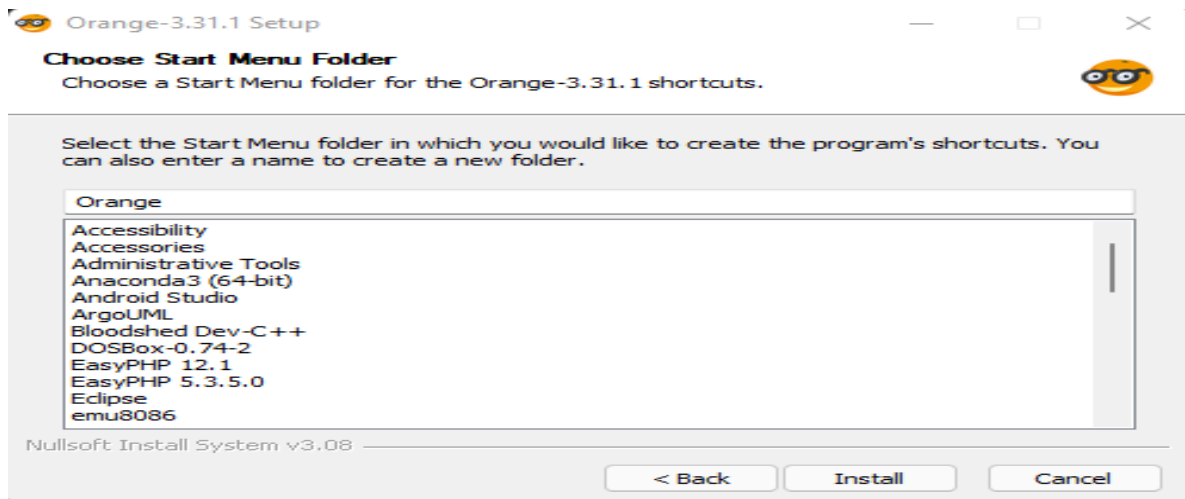 Orange-3.31.1 Setup
Choose Start Menu Folder
Choose a Start Menu folder for the Orange-3.31.1 shortcuts.
Select the Start Menu folder in which you would like to create the program's shortcuts. You
can also enter a name to create a new folder.
Orange
Accessibility
Accessories
Administrative Tools
Anaconda3 (64-bit)
Android Studio
ArgoUML
Bloodshed Dev-C++
DOSBox-0.74-2
EasyPHP 12.1
EasyPHP 5.3.5.0
Eclipse
emu8086
Nullsoft Install System v3.08
< Back Install Cancel